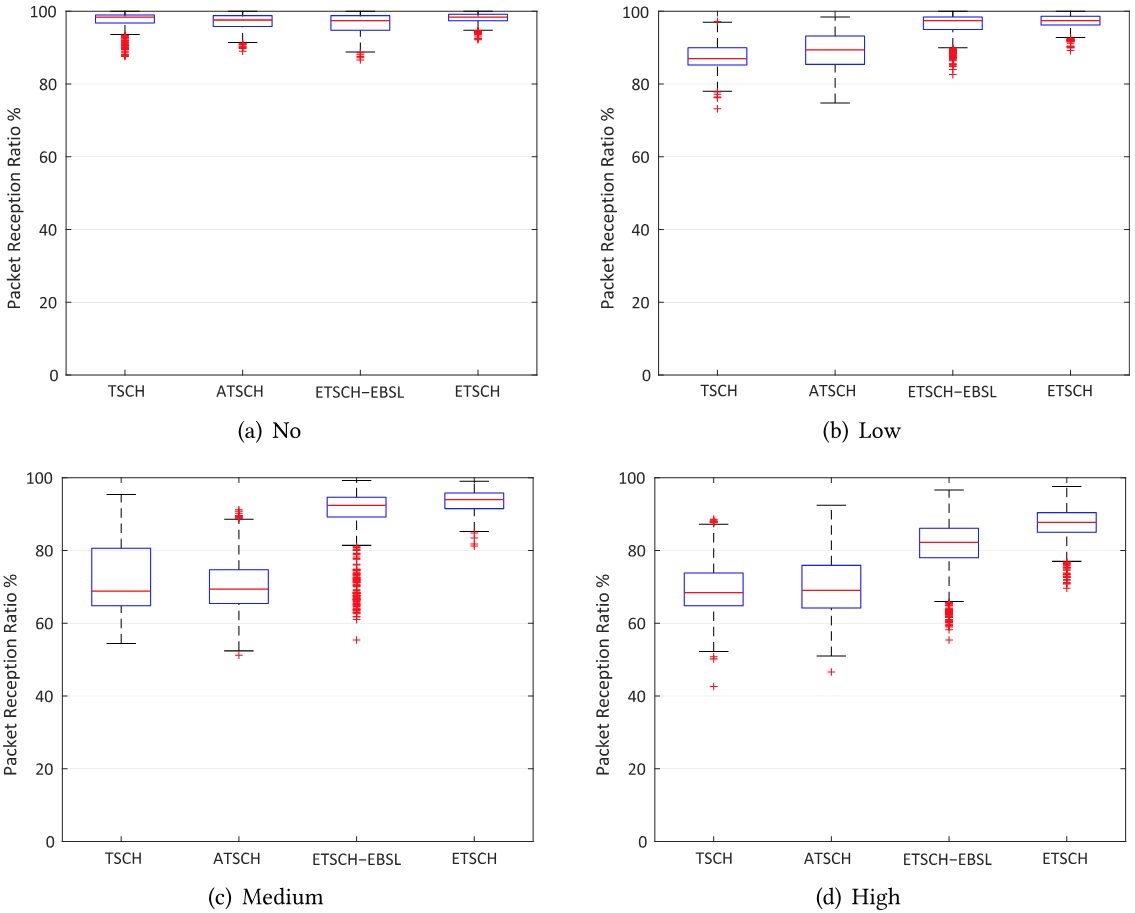 Packet Reception Ratio %
100
80
60
40
20
0
TSCH ATSCH ETSCH−EBSL ETSCH
(a) No
Packet Reception Ratio %
100
80
60
40
20
0
TSCH ATSCH ETSCH−EBSL ETSCH
(b) Low
Packet Reception Ratio %
100
80
60
40
20
0
TSCH ATSCH ETSCH−EBSL ETSCH
(c) Medium
Packet Reception Ratio %
100
80
60
40
20
0
TSCH ATSCH ETSCH−EBSL ETSCH
(d) High